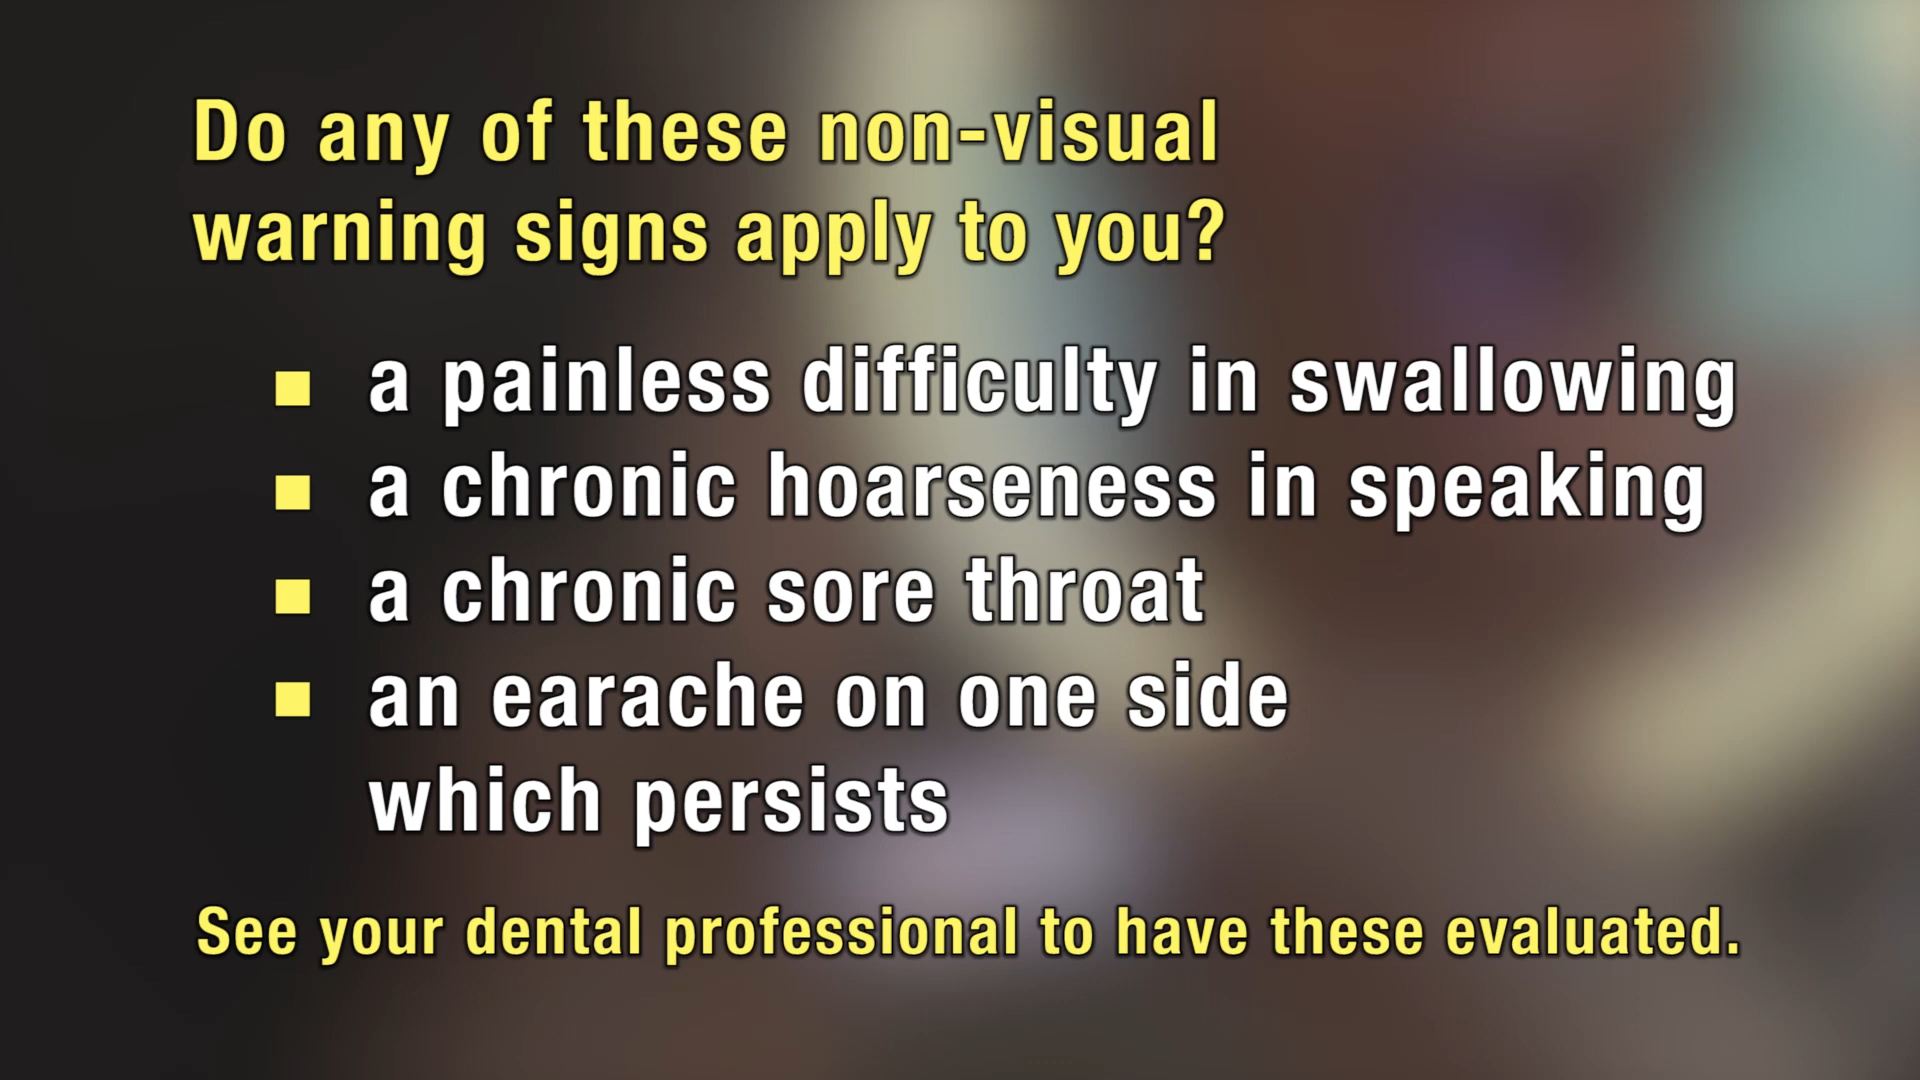 Do any of these non-visual
warning signs apply to you?
a painless difficulty in swallowing
a chronic hoarseness in speaking
a chronic sore throat
an earache on one side
which persists
See your dental professional to have these evaluated.